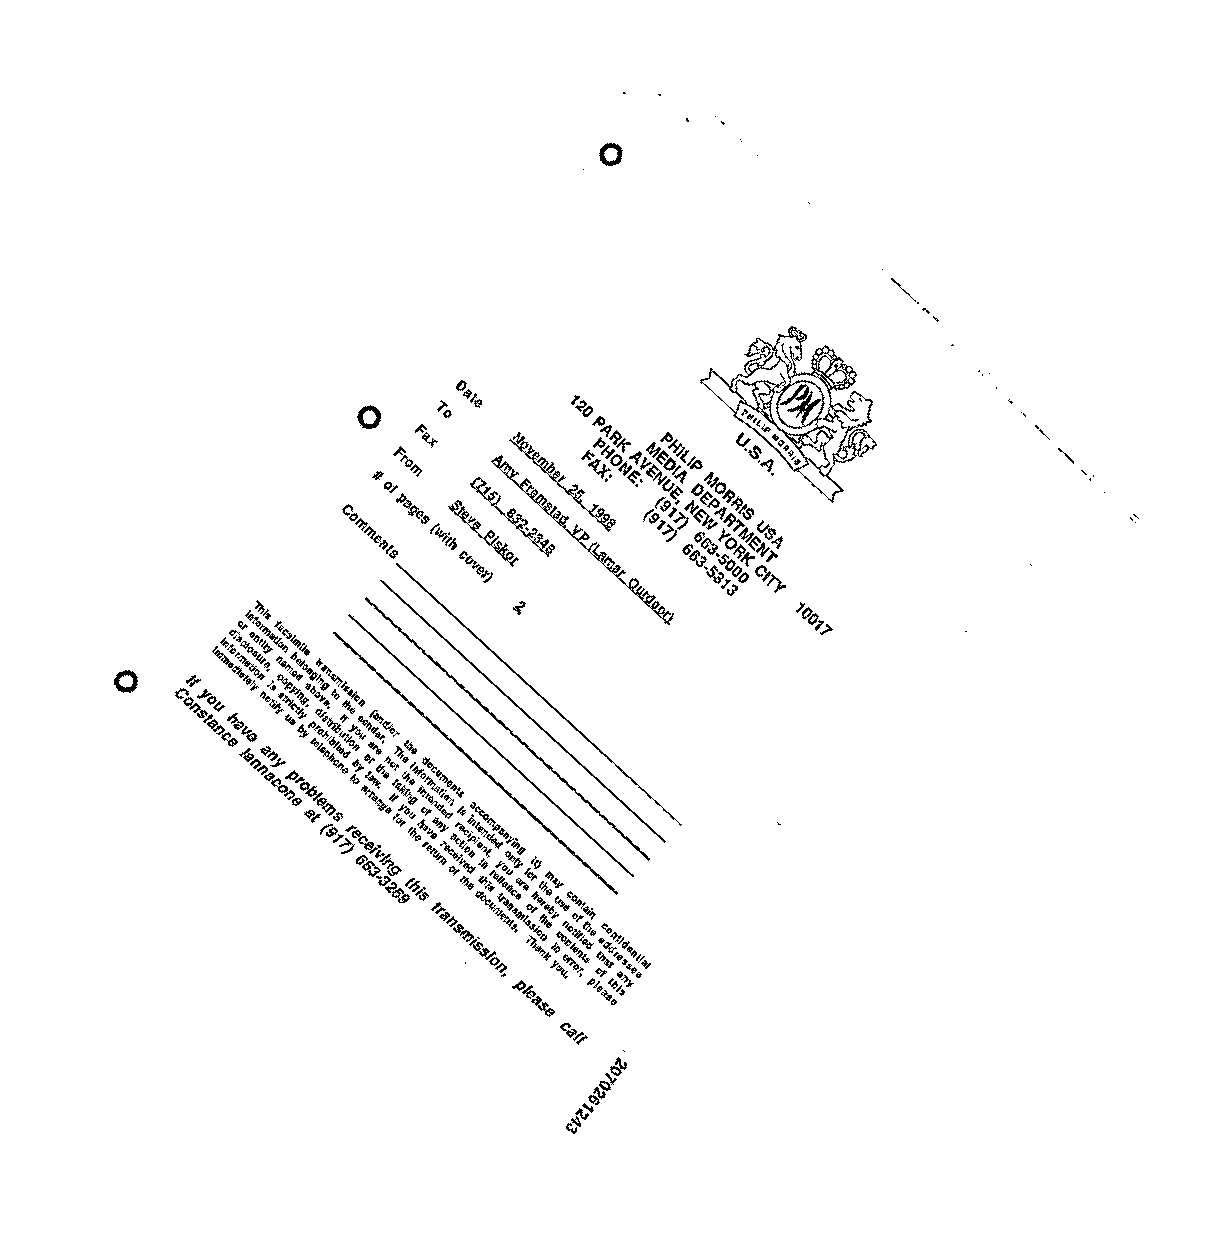 PM
PHILIP MORRIS
U.S.A.
PHILIP MORRIS USA
MEDIA DEPARTMENT
120 PARK AVENUE, NEW YORK CITY 10017
PHONE: (917) 663-5000
FAX: (917) 663-5313
Date November 25, 1998
To Amy Framstad, VP (Lamar Ourdoor)
Fax (715) 832-2348
From Steve Piskor
# of pages (with cover) 2
Comments
This facsimile transmission (and/or the documents accompanying it) may contain confidential
information belonging to the sender. The information is intended only for the use of the addressee
or entity named above. If you are not the intended recipient, you are hereby notified that any
disclosure, copying, distribution or the taking of any action in reliance of the contents of this
information is strictly prohibited by law. If you have received this transmission in error, please
immediately notify us by telephone to arrange for the return of the documents. Thank you.
If you have any problems receiving this transmission, please call
Constance Iannacone at (917) 663-3259
2070261243